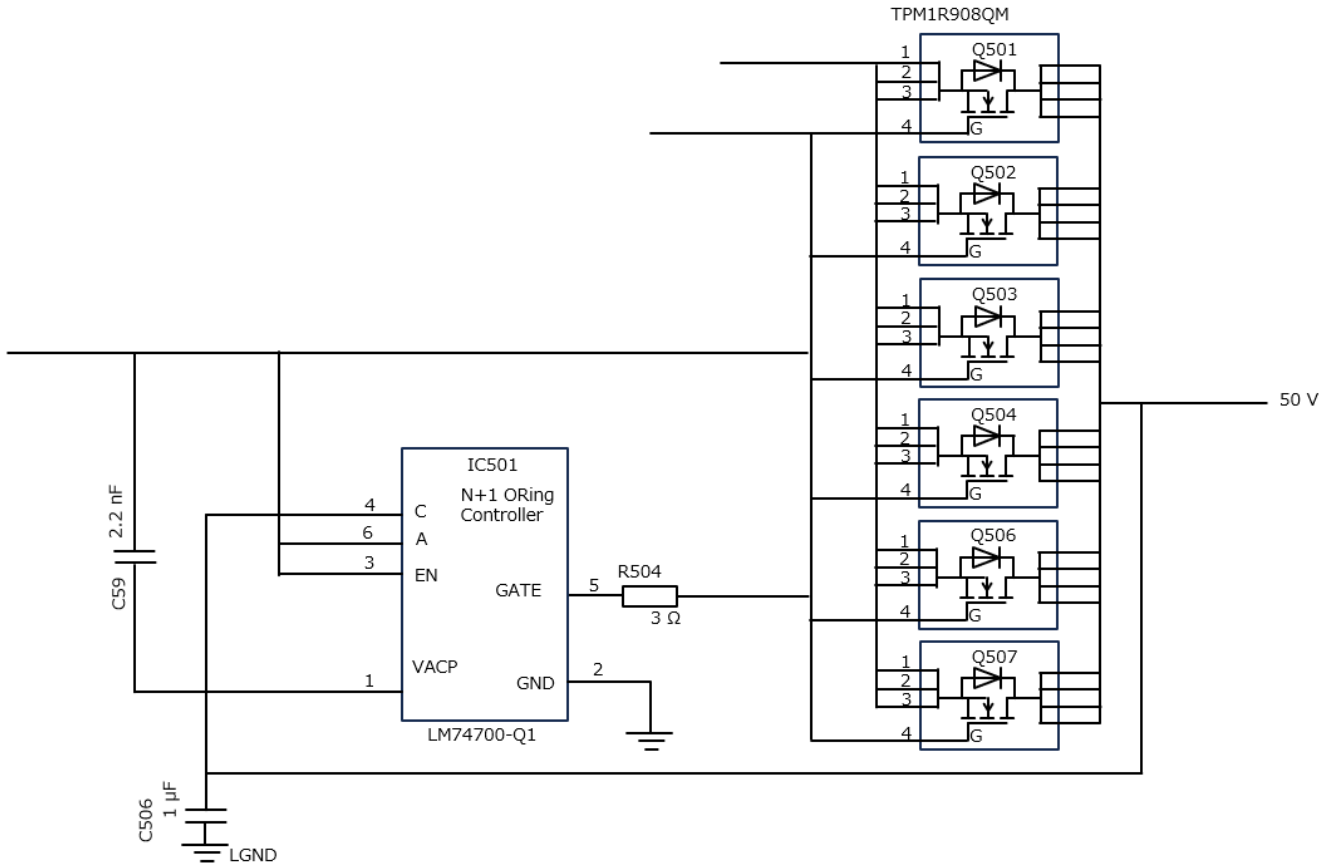 TPM1R908QM
Q501
1
2
3
4
G
Q502
1
2
3
4
G
Q503
1
2
3
4
G
50 V
Q504
1
2
3
4
G
IC501
N+1 ORing
Controller
2.2 nF
C59
4
C
6
A
3
EN
GATE
5
R504
3 Ω
Q506
1
2
3
4
G
VACP
1
GND
2
LM74700-Q1
Q507
1
2
3
4
G
C506
1 µF
LGND